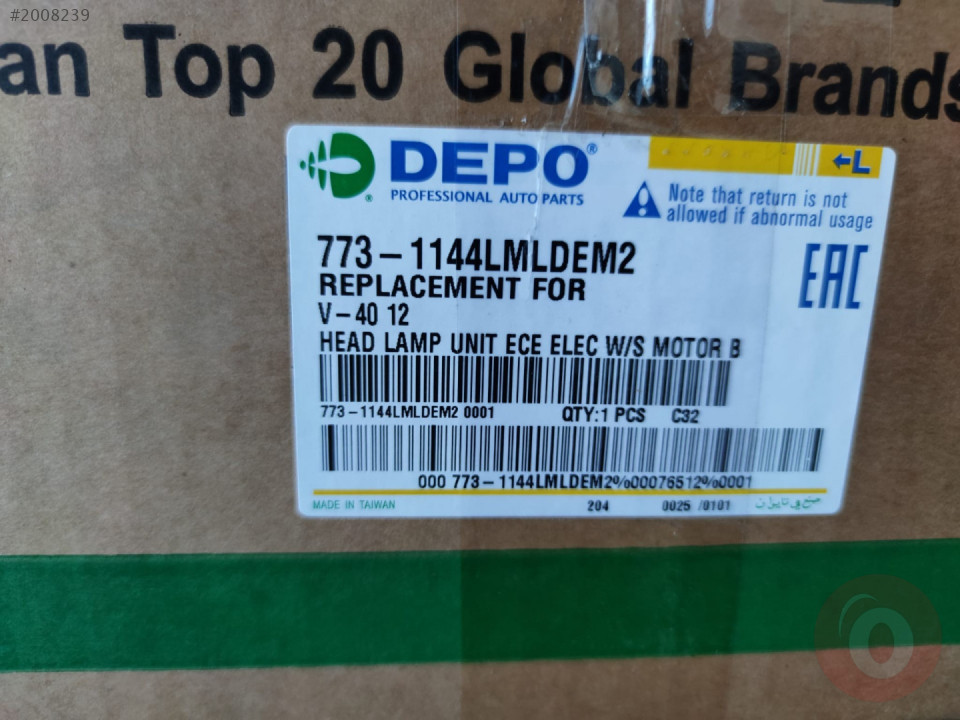 #2008239
an Top 20 Global Brands
DEPO®
PROFESSIONAL AUTO PARTS
←L
Note that return is not
allowed if abnormal usage
773-1144LMLDEM2
REPLACEMENT FOR
EAC
V-40 12
HEAD LAMP UNIT ECE ELEC W/S MOTOR B
773-1144LMLDEM2 0001 QTY:1 PCS C32
000 773-1144LMLDEM2%00076512%0001
MADE IN TAIWAN 204 0025 /0101